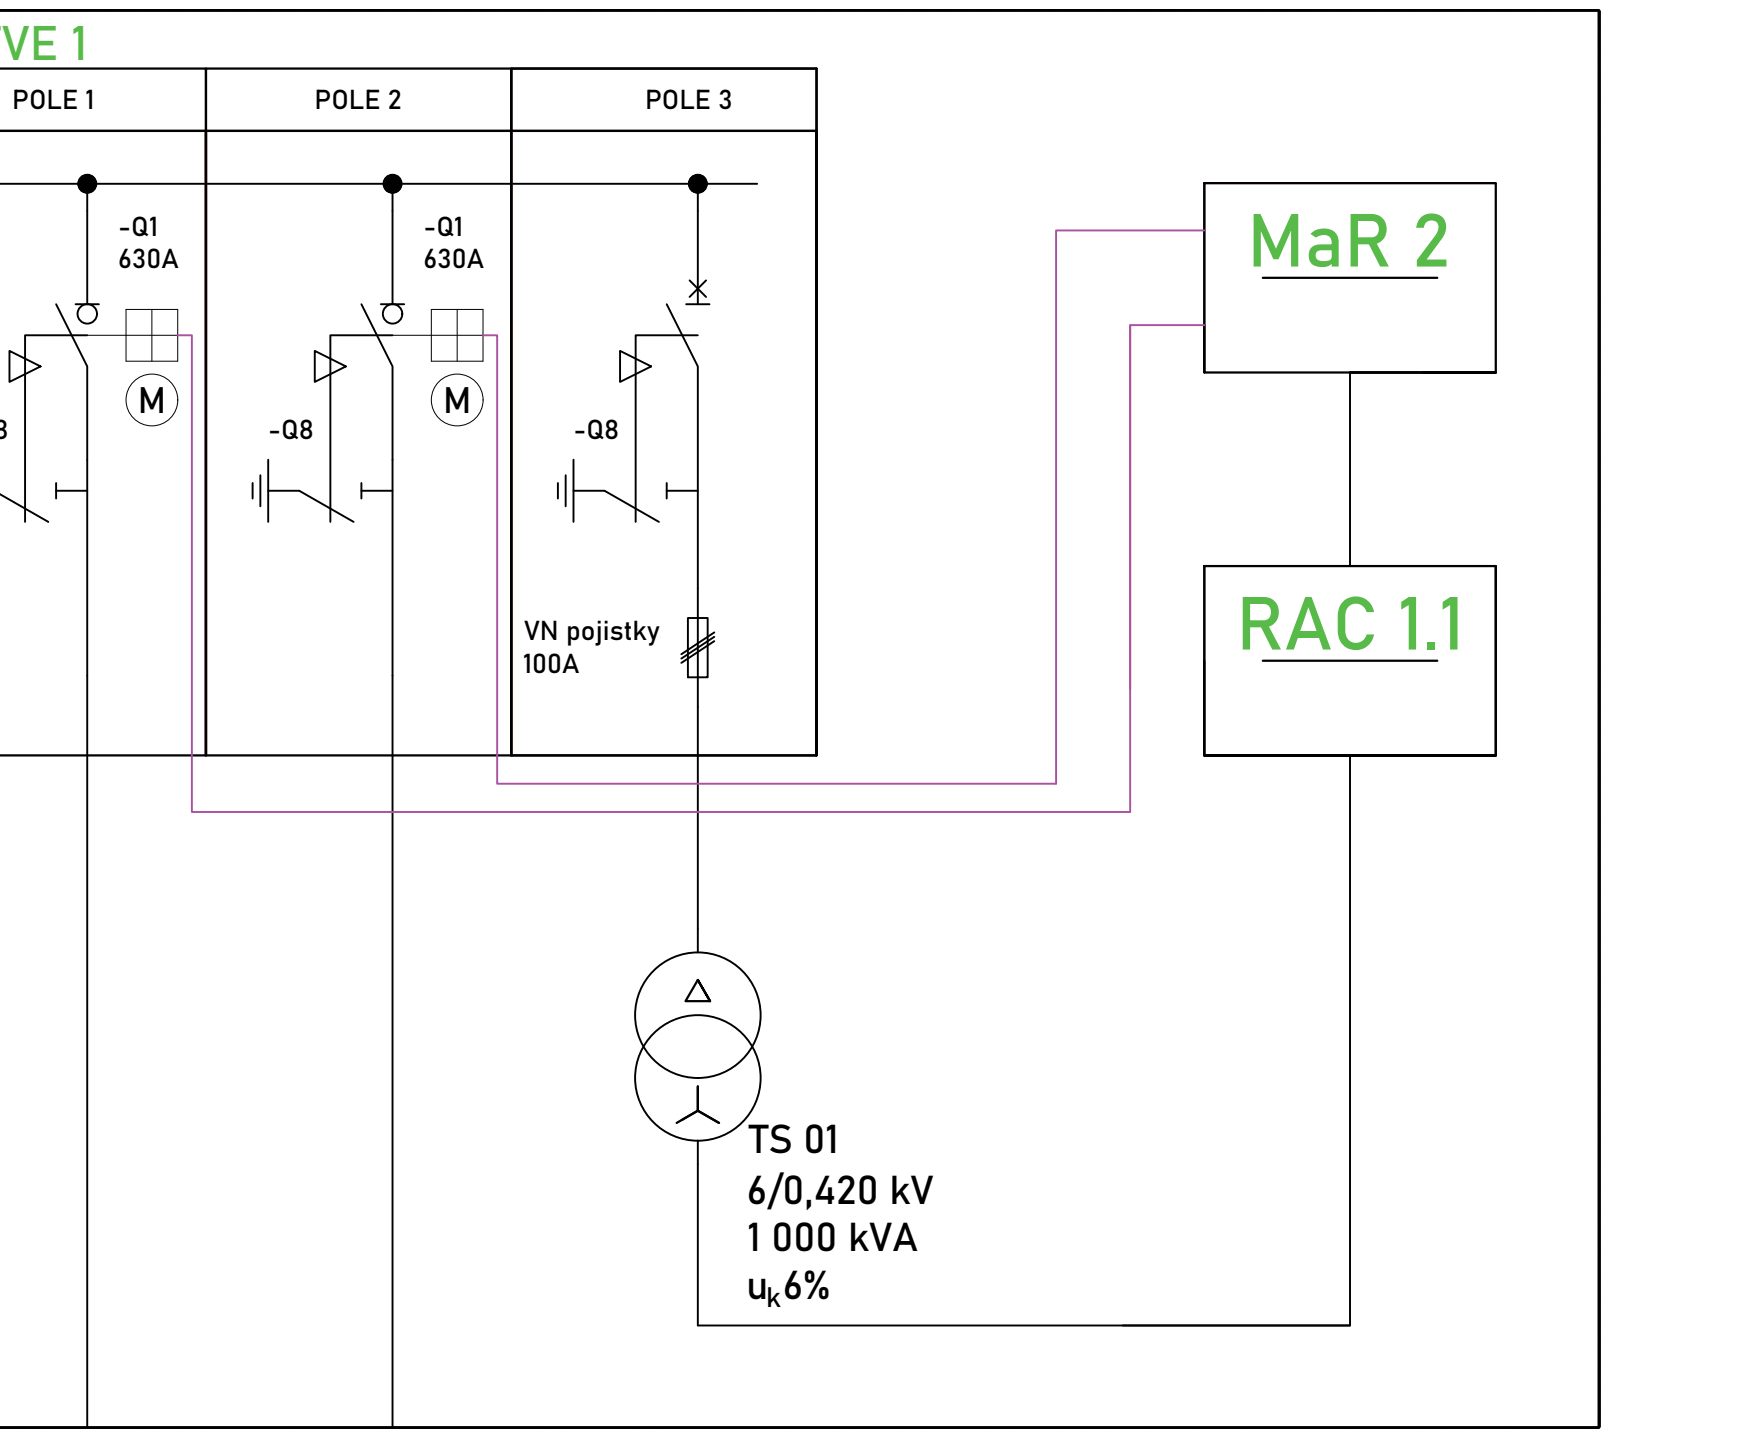 VE 1
POLE 1
POLE 2
POLE 3
-Q1
630A
-Q1
630A
M
M
-Q8
-Q8
VN pojistky
100A
MaR 2
RAC 1.1
TS 01
6/0,420 kV
1 000 kVA
uk6%